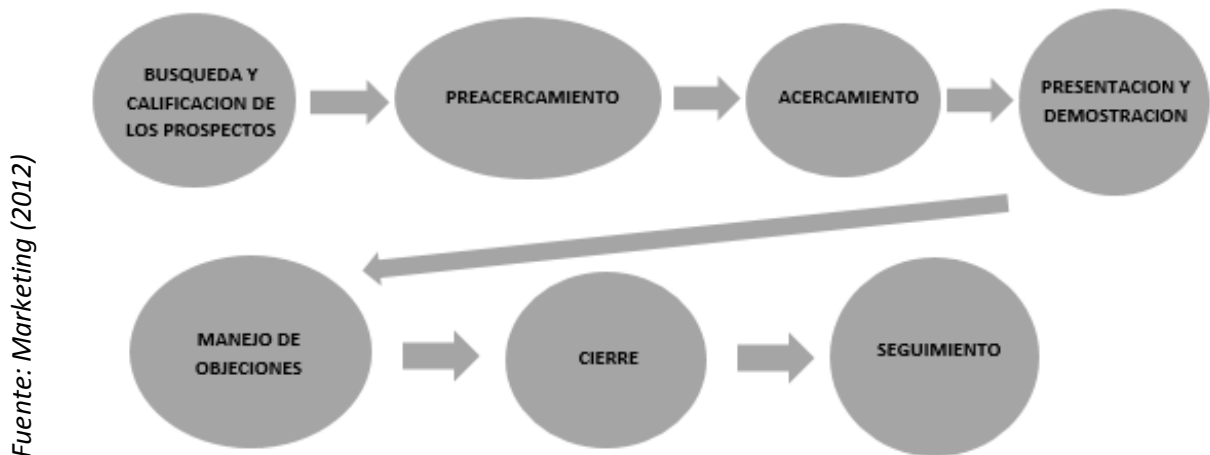 BUSQUEDA Y
CALIFICACION DE
LOS PROSPECTOS
PREACERCAMIENTO
ACERCAMIENTO
PRESENTACION Y
DEMOSTRACION
MANEJO DE
OBJECIONES
CIERRE
SEGUIMIENTO
Fuente: Marketing (2012)